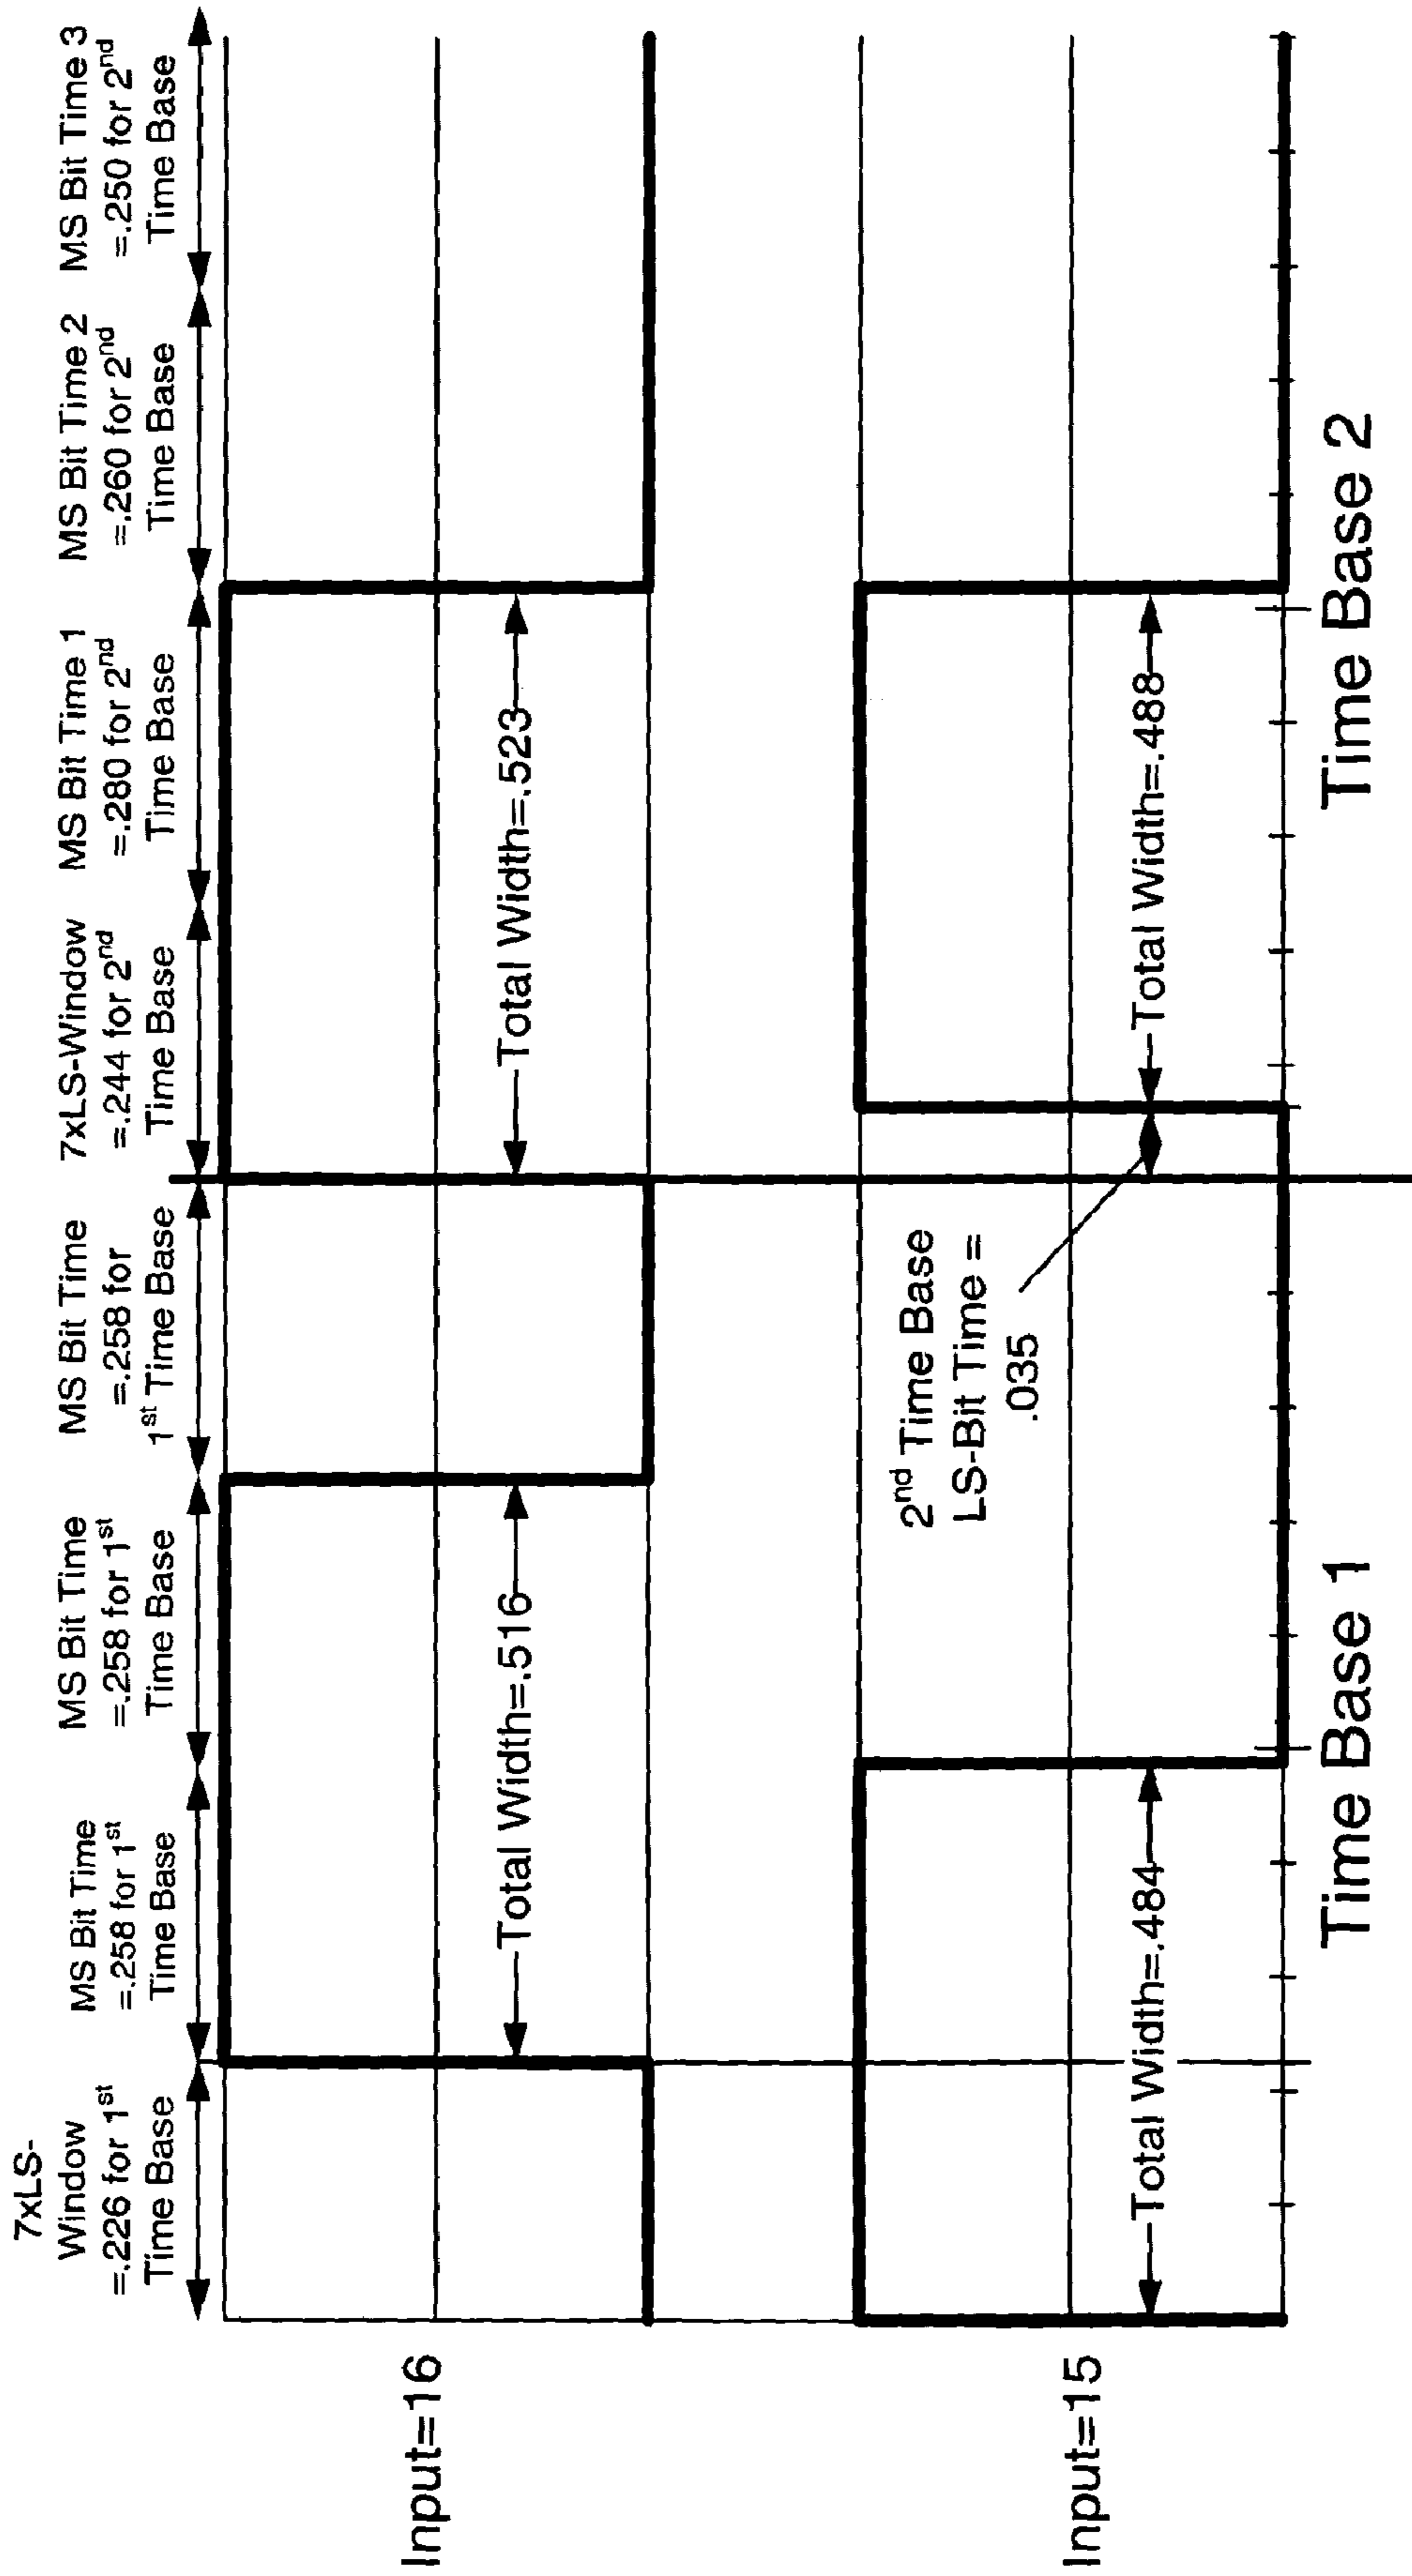 7xLS-
Window
=.226 for 1st
Time Base
MS Bit Time
=.258 for 1st
Time Base
MS Bit Time
=.258 for 1st
Time Base
MS Bit Time
=.258 for
1st Time Base
7xLS-Window
=.244 for 2nd
Time Base
MS Bit Time 1
=.280 for 2nd
Time Base
MS Bit Time 2
=.260 for 2nd
Time Base
MS Bit Time 3
=.250 for 2nd
Time Base
Input=16
Total Width=.516
Total Width=.523
2nd Time Base
LS-Bit Time =
.035
Input=15
Total Width=.484
Total Width=.488
Time Base 1
Time Base 2